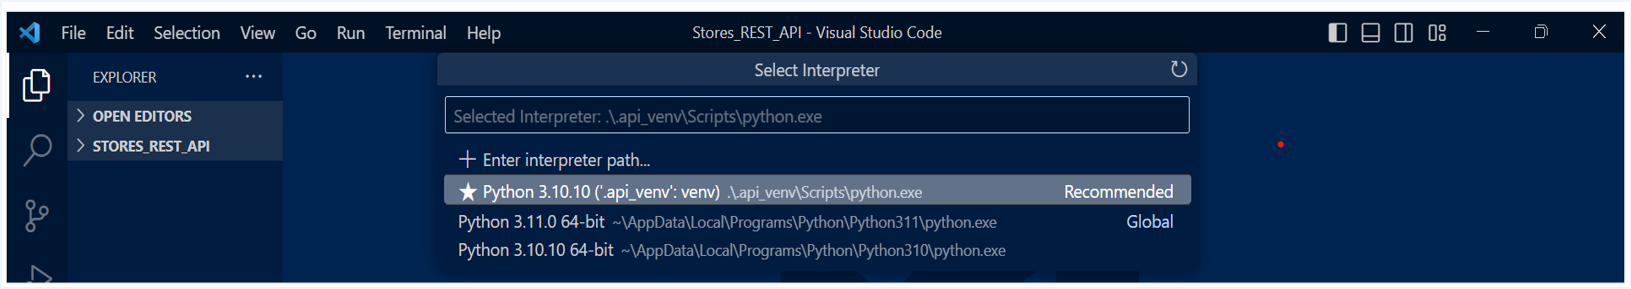 File Edit Selection View Go Run Terminal Help Stores_REST_API - Visual Studio Code
EXPLORER
OPEN EDITORS
STORES_REST_API
Select Interpreter
Selected Interpreter: .\.api_venv\Scripts\python.exe
Enter interpreter path...
Python 3.10.10 ('.api_venv': venv) .\.api_venv\Scripts\python.exe Recommended
Python 3.11.0 64-bit ~\AppData\Local\Programs\Python\Python311\python.exe Global
Python 3.10.10 64-bit ~\AppData\Local\Programs\Python\Python310\python.exe